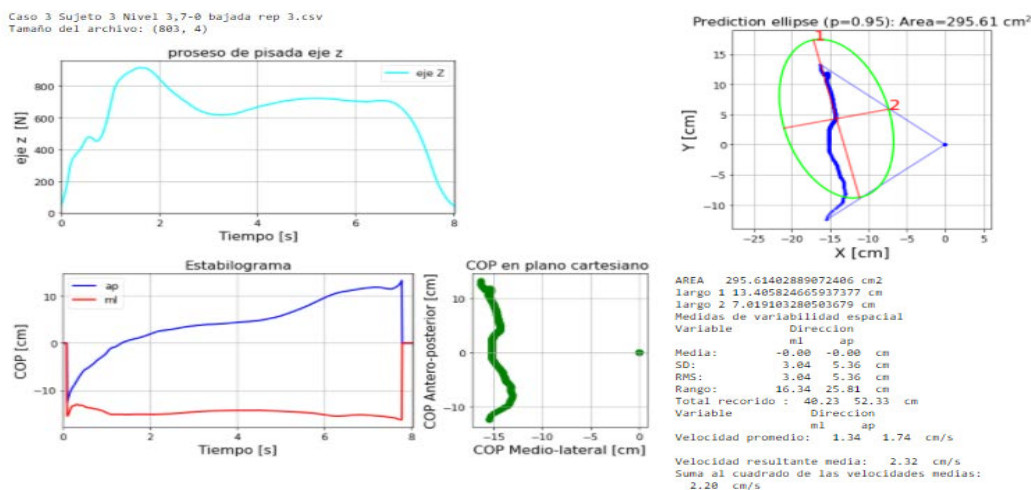 Caso 3 Sujeto 3 Nivel 3,7-0 bajada rep 3.csv
Tamaño del archivo: (803, 4)
proseso de pisada eje z
eje Z
eje z [N]
800
600
400
200
0
0 2 4 6 8
Tiempo [s]
Prediction ellipse (p=0.95): Area=295.61 cm²
1
2
Y [cm]
15
10
5
0
−5
−10
−25 −20 −15 −10 −5 0 5
X [cm]
Estabilograma
ap
ml
COP [cm]
10
0
−10
0 2 4 6 8
Tiempo [s]
COP en plano cartesiano
COP Antero-posterior [cm]
10
5
0
−5
−10
−15 −10 −5 0
COP Medio-lateral [cm]
AREA 295.61402889072406 cm2
largo 1 13.405824665937377 cm
largo 2 7.019103280503679 cm
Medidas de variabilidad espacial
Variable Direccion
ml ap
Media: -0.00 -0.00 cm
SD: 3.04 5.36 cm
RMS: 3.04 5.36 cm
Rango: 16.34 25.81 cm
Total recorido : 40.23 52.33 cm
Variable Direccion
ml ap
Velocidad promedio: 1.34 1.74 cm/s
Velocidad resultante media: 2.32 cm/s
Suma al cuadrado de las velocidades medias:
2.20 cm/s